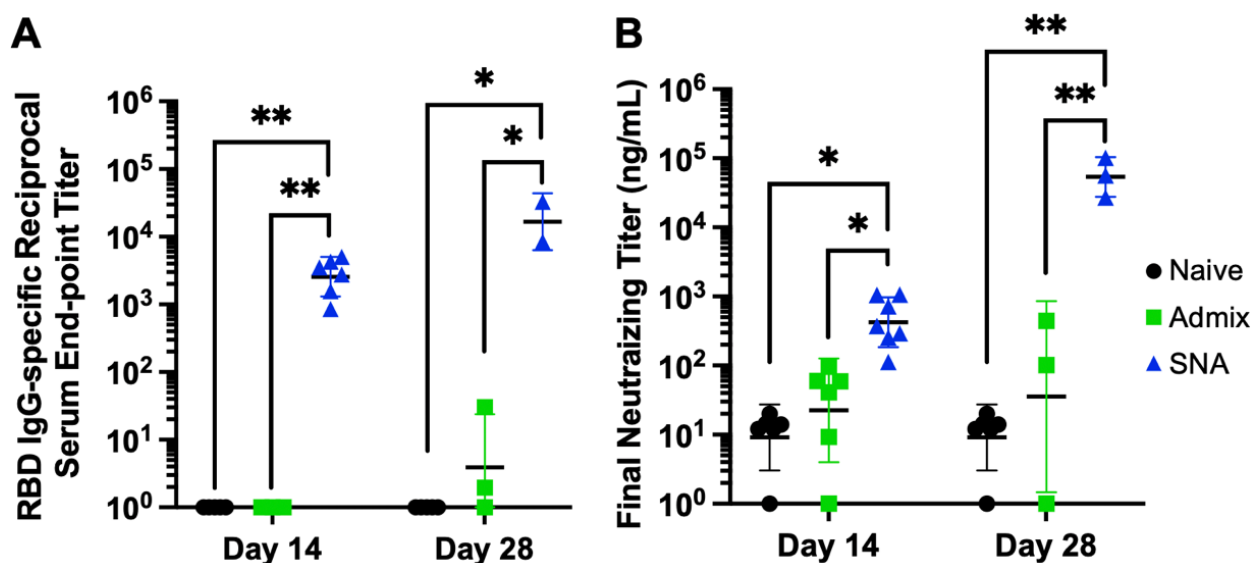 A
RBD IgG-specific Reciprocal
Serum End-point Titer
10⁶
10⁵
10⁴
10³
10²
10¹
10⁰
**
**
*
*
Day 14
Day 28
B
Final Neutraizing Titer (ng/mL)
10⁶
10⁵
10⁴
10³
10²
10¹
10⁰
*
*
**
**
Day 14
Day 28
Naive
Admix
SNA